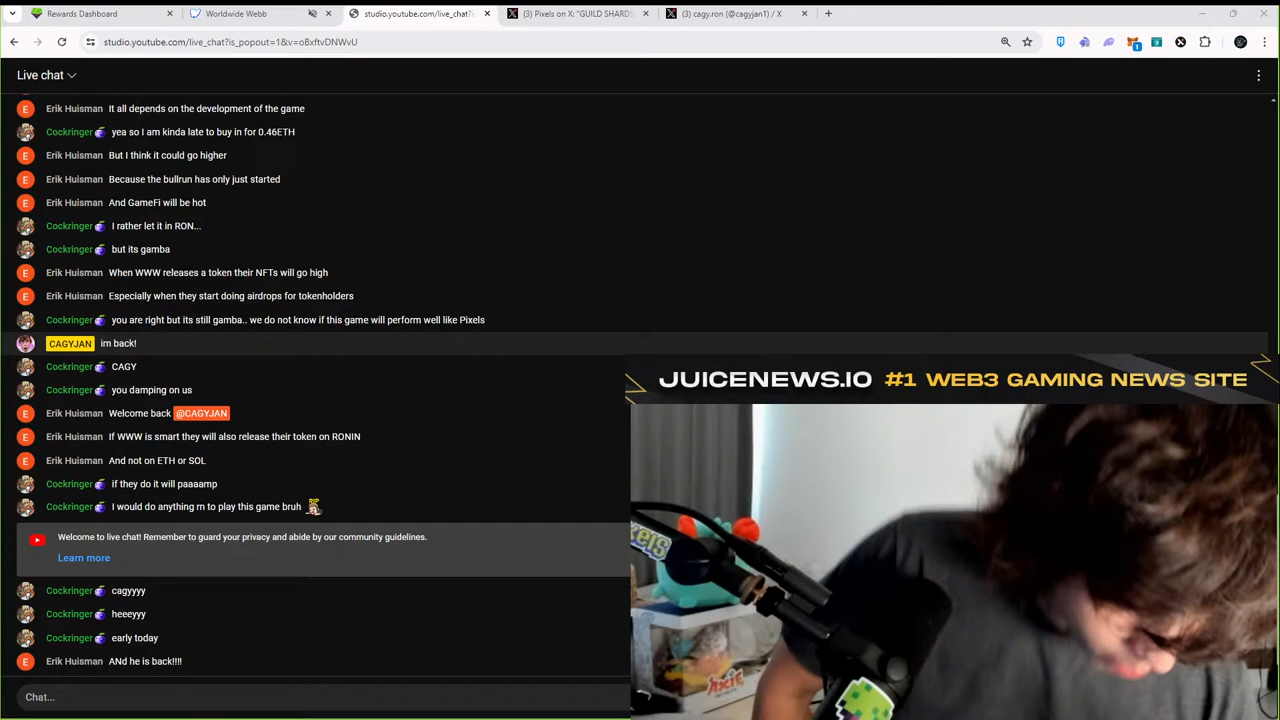 Rewards Dashboard
Worldwide Webb
studio.youtube.com/live_chat?
(3) Pixels on X: "GUILD SHARDS
(3) cagy.ron (@cagyjan1) / X
studio.youtube.com/live_chat?is_popout=1&v=oBxftvDNWvU
Live chat
Erik Huisman It all depends on the development of the game
Cockringer yea so I am kinda late to buy in for 0.46ETH
Erik Huisman But I think it could go higher
Erik Huisman Because the bullrun has only just started
Erik Huisman And GameFi will be hot
Cockringer I rather let it in RON...
Cockringer but its gamba
Erik Huisman When WWW releases a token their NFTs will go high
Erik Huisman Especially when they start doing airdrops for tokenholders
Cockringer you are right but its still gamba.. we do not know if this game will perform well like Pixels
CAGYJAN im back!
Cockringer CAGY
Cockringer you damping on us
Erik Huisman Welcome back @CAGYJAN
Erik Huisman If WWW is smart they will also release their token on RONIN
Erik Huisman And not on ETH or SOL
Cockringer if they do it will paaaamp
Cockringer I would do anything rn to play this game bruh
Welcome to live chat! Remember to guard your privacy and abide by our community guidelines.
Learn more
Cockringer cagyyyy
Cockringer heeeyyy
Cockringer early today
Erik Huisman ANd he is back!!!!
Chat...
JUICENEWS.IO #1 WEB3 GAMING NEWS SITE
AXIE